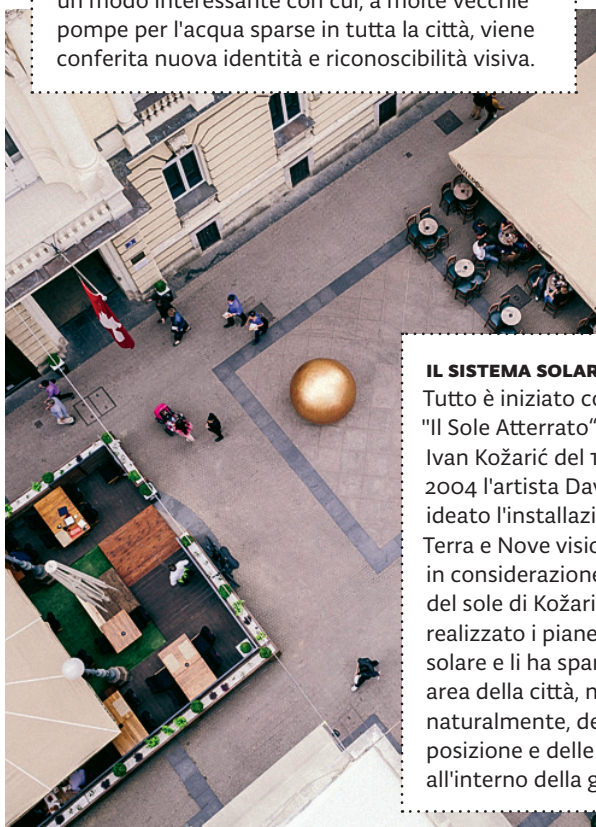 un modo interessante con cui, a molte vecchie
pompe per l'acqua sparse in tutta la città, viene
conferita nuova identità e riconoscibilità visiva.
IL SISTEMA SOLAR
Tutto è iniziato co
"Il Sole Atterrato“
Ivan Kožarić del 1
2004 l'artista Dav
ideato l'installazi
Terra e Nove visio
in considerazione
del sole di Kožari
realizzato i piane
solare e li ha spar
area della città, n
naturalmente, de
posizione e delle
all'interno della g